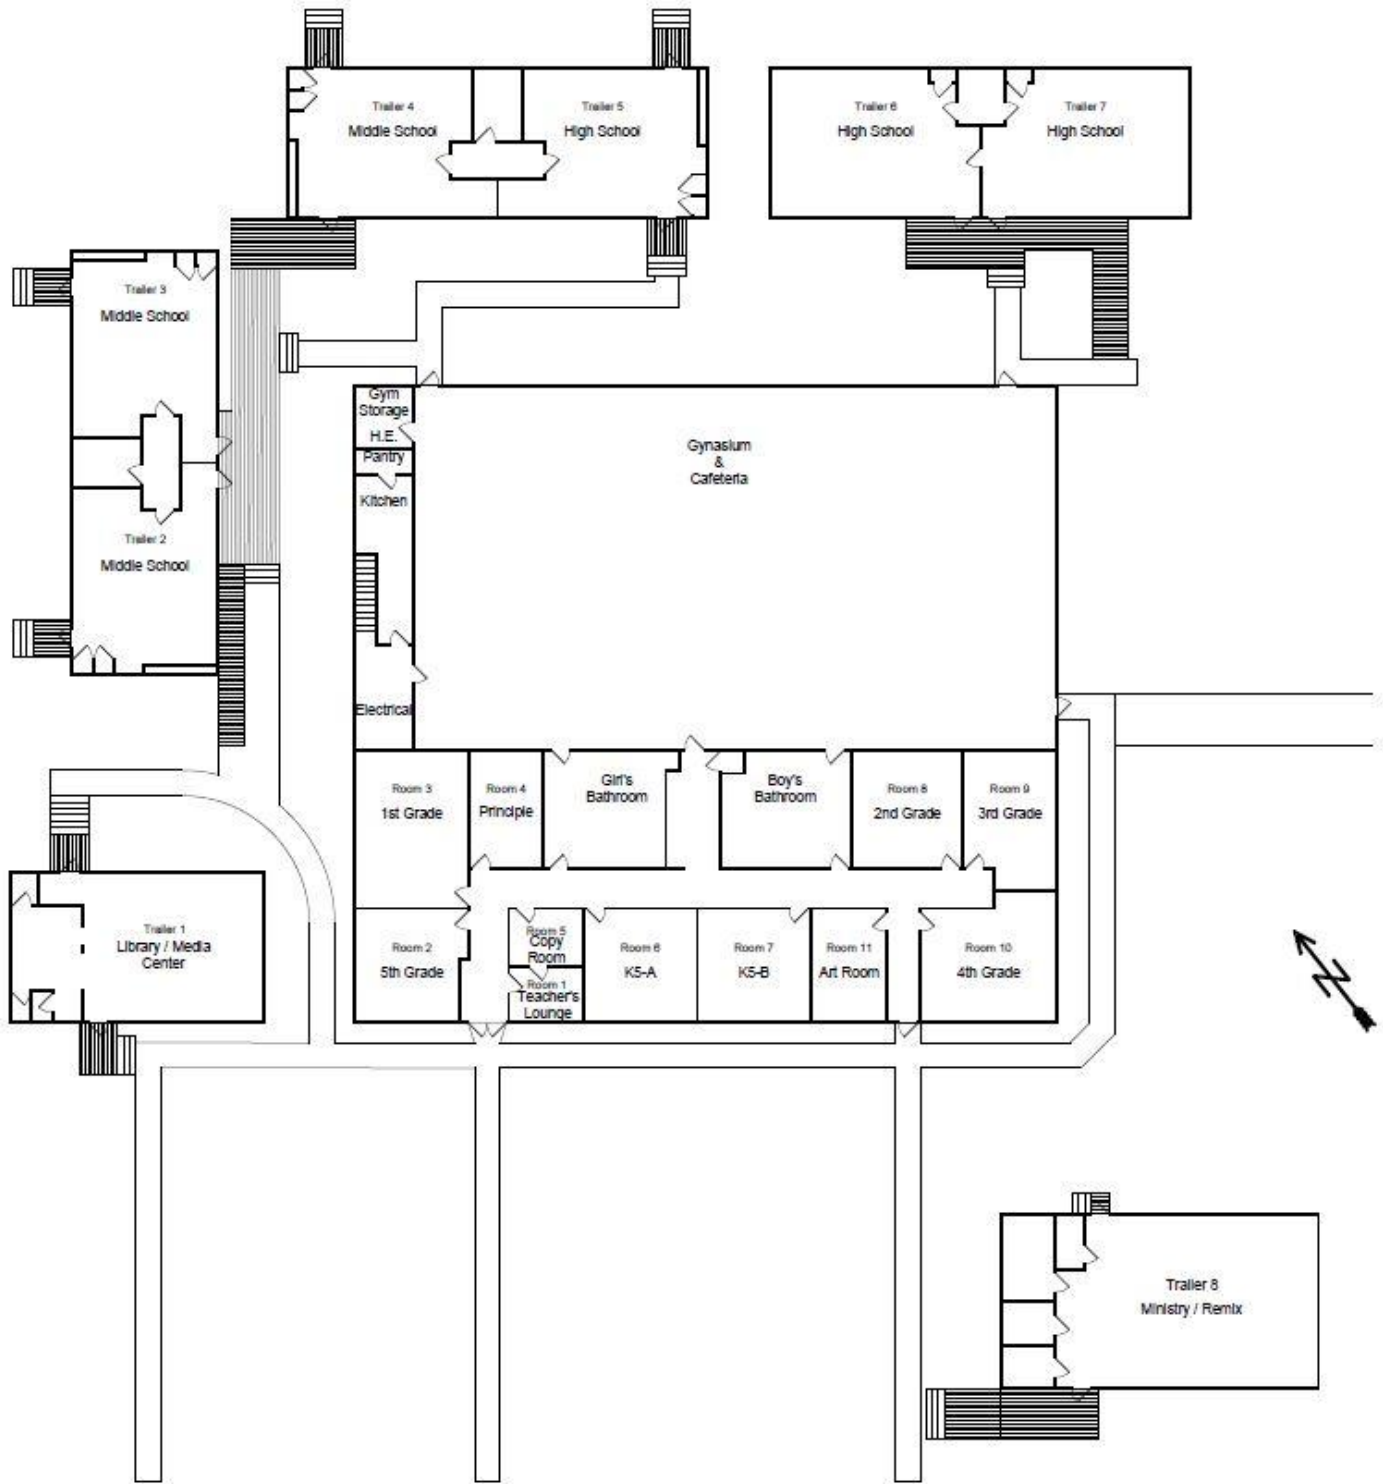 Trailer 4
Middle School
Trailer 5
High School
Trailer 6
High School
Trailer 7
High School
Trailer 3
Middle School
Trailer 2
Middle School
Gym
Storage
H.E.
Pantry
Kitchen
Electrical
Gynasium
&
Cafeteria
Room 3
1st Grade
Room 4
Principle
Girl's
Bathroom
Boy's
Bathroom
Room 8
2nd Grade
Room 9
3rd Grade
Trailer 1
Library / Media
Center
Room 2
5th Grade
Room 5
Copy
Room
Room 1
Teacher's
Lounge
Room 6
K5-A
Room 7
K5-B
Room 11
Art Room
Room 10
4th Grade
N
Trailer 8
Ministry / Remix